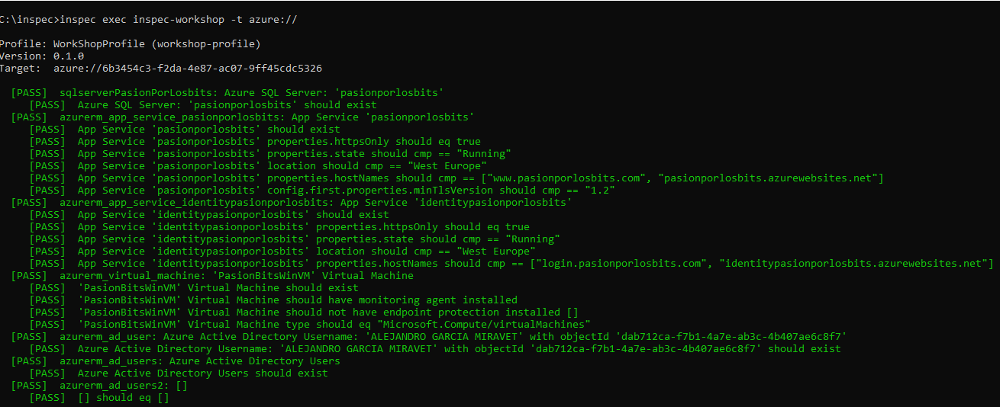 C:\inspec>inspec exec inspec-workshop -t azure://
Profile: WorkShopProfile (workshop-profile)
Version: 0.1.0
Target:  azure://6b3454c3-f2da-4e87-ac07-9ff45cdc5326
[PASS]  sqlserverPasionPorLosbits: Azure SQL Server: 'pasionporlosbits'
[PASS]  Azure SQL Server: 'pasionporlosbits' should exist
[PASS]  azurerm_app_service_pasionporlosbits: App Service 'pasionporlosbits'
[PASS]  App Service 'pasionporlosbits' should exist
[PASS]  App Service 'pasionporlosbits' properties.httpsOnly should eq true
[PASS]  App Service 'pasionporlosbits' properties.state should cmp == "Running"
[PASS]  App Service 'pasionporlosbits' location should cmp == "West Europe"
[PASS]  App Service 'pasionporlosbits' properties.hostNames should cmp == ["www.pasionporlosbits.com", "pasionporlosbits.azurewebsites.net"]
[PASS]  App Service 'pasionporlosbits' config.first.properties.minTlsVersion should cmp == "1.2"
[PASS]  azurerm_app_service_identitypasionporlosbits: App Service 'identitypasionporlosbits'
[PASS]  App Service 'identitypasionporlosbits' should exist
[PASS]  App Service 'identitypasionporlosbits' properties.httpsOnly should eq true
[PASS]  App Service 'identitypasionporlosbits' properties.state should cmp == "Running"
[PASS]  App Service 'identitypasionporlosbits' location should cmp == "West Europe"
[PASS]  App Service 'identitypasionporlosbits' properties.hostNames should cmp == ["login.pasionporlosbits.com", "identitypasionporlosbits.azurewebsites.net"]
[PASS]  azurerm_virtual_machine: 'PasionBitsWinVM' Virtual Machine
[PASS]  'PasionBitsWinVM' Virtual Machine should exist
[PASS]  'PasionBitsWinVM' Virtual Machine should have monitoring agent installed
[PASS]  'PasionBitsWinVM' Virtual Machine should not have endpoint protection installed []
[PASS]  'PasionBitsWinVM' Virtual Machine type should eq "Microsoft.Compute/virtualMachines"
[PASS]  azurerm_ad_user: Azure Active Directory Username: 'ALEJANDRO GARCIA MIRAVET' with objectId 'dab712ca-f7b1-4a7e-ab3c-4b407ae6c8f7'
[PASS]  Azure Active Directory Username: 'ALEJANDRO GARCIA MIRAVET' with objectId 'dab712ca-f7b1-4a7e-ab3c-4b407ae6c8f7' should exist
[PASS]  azurerm_ad_users: Azure Active Directory Users
[PASS]  Azure Active Directory Users should exist
[PASS]  azurerm_ad_users2: []
[PASS]  [] should eq []